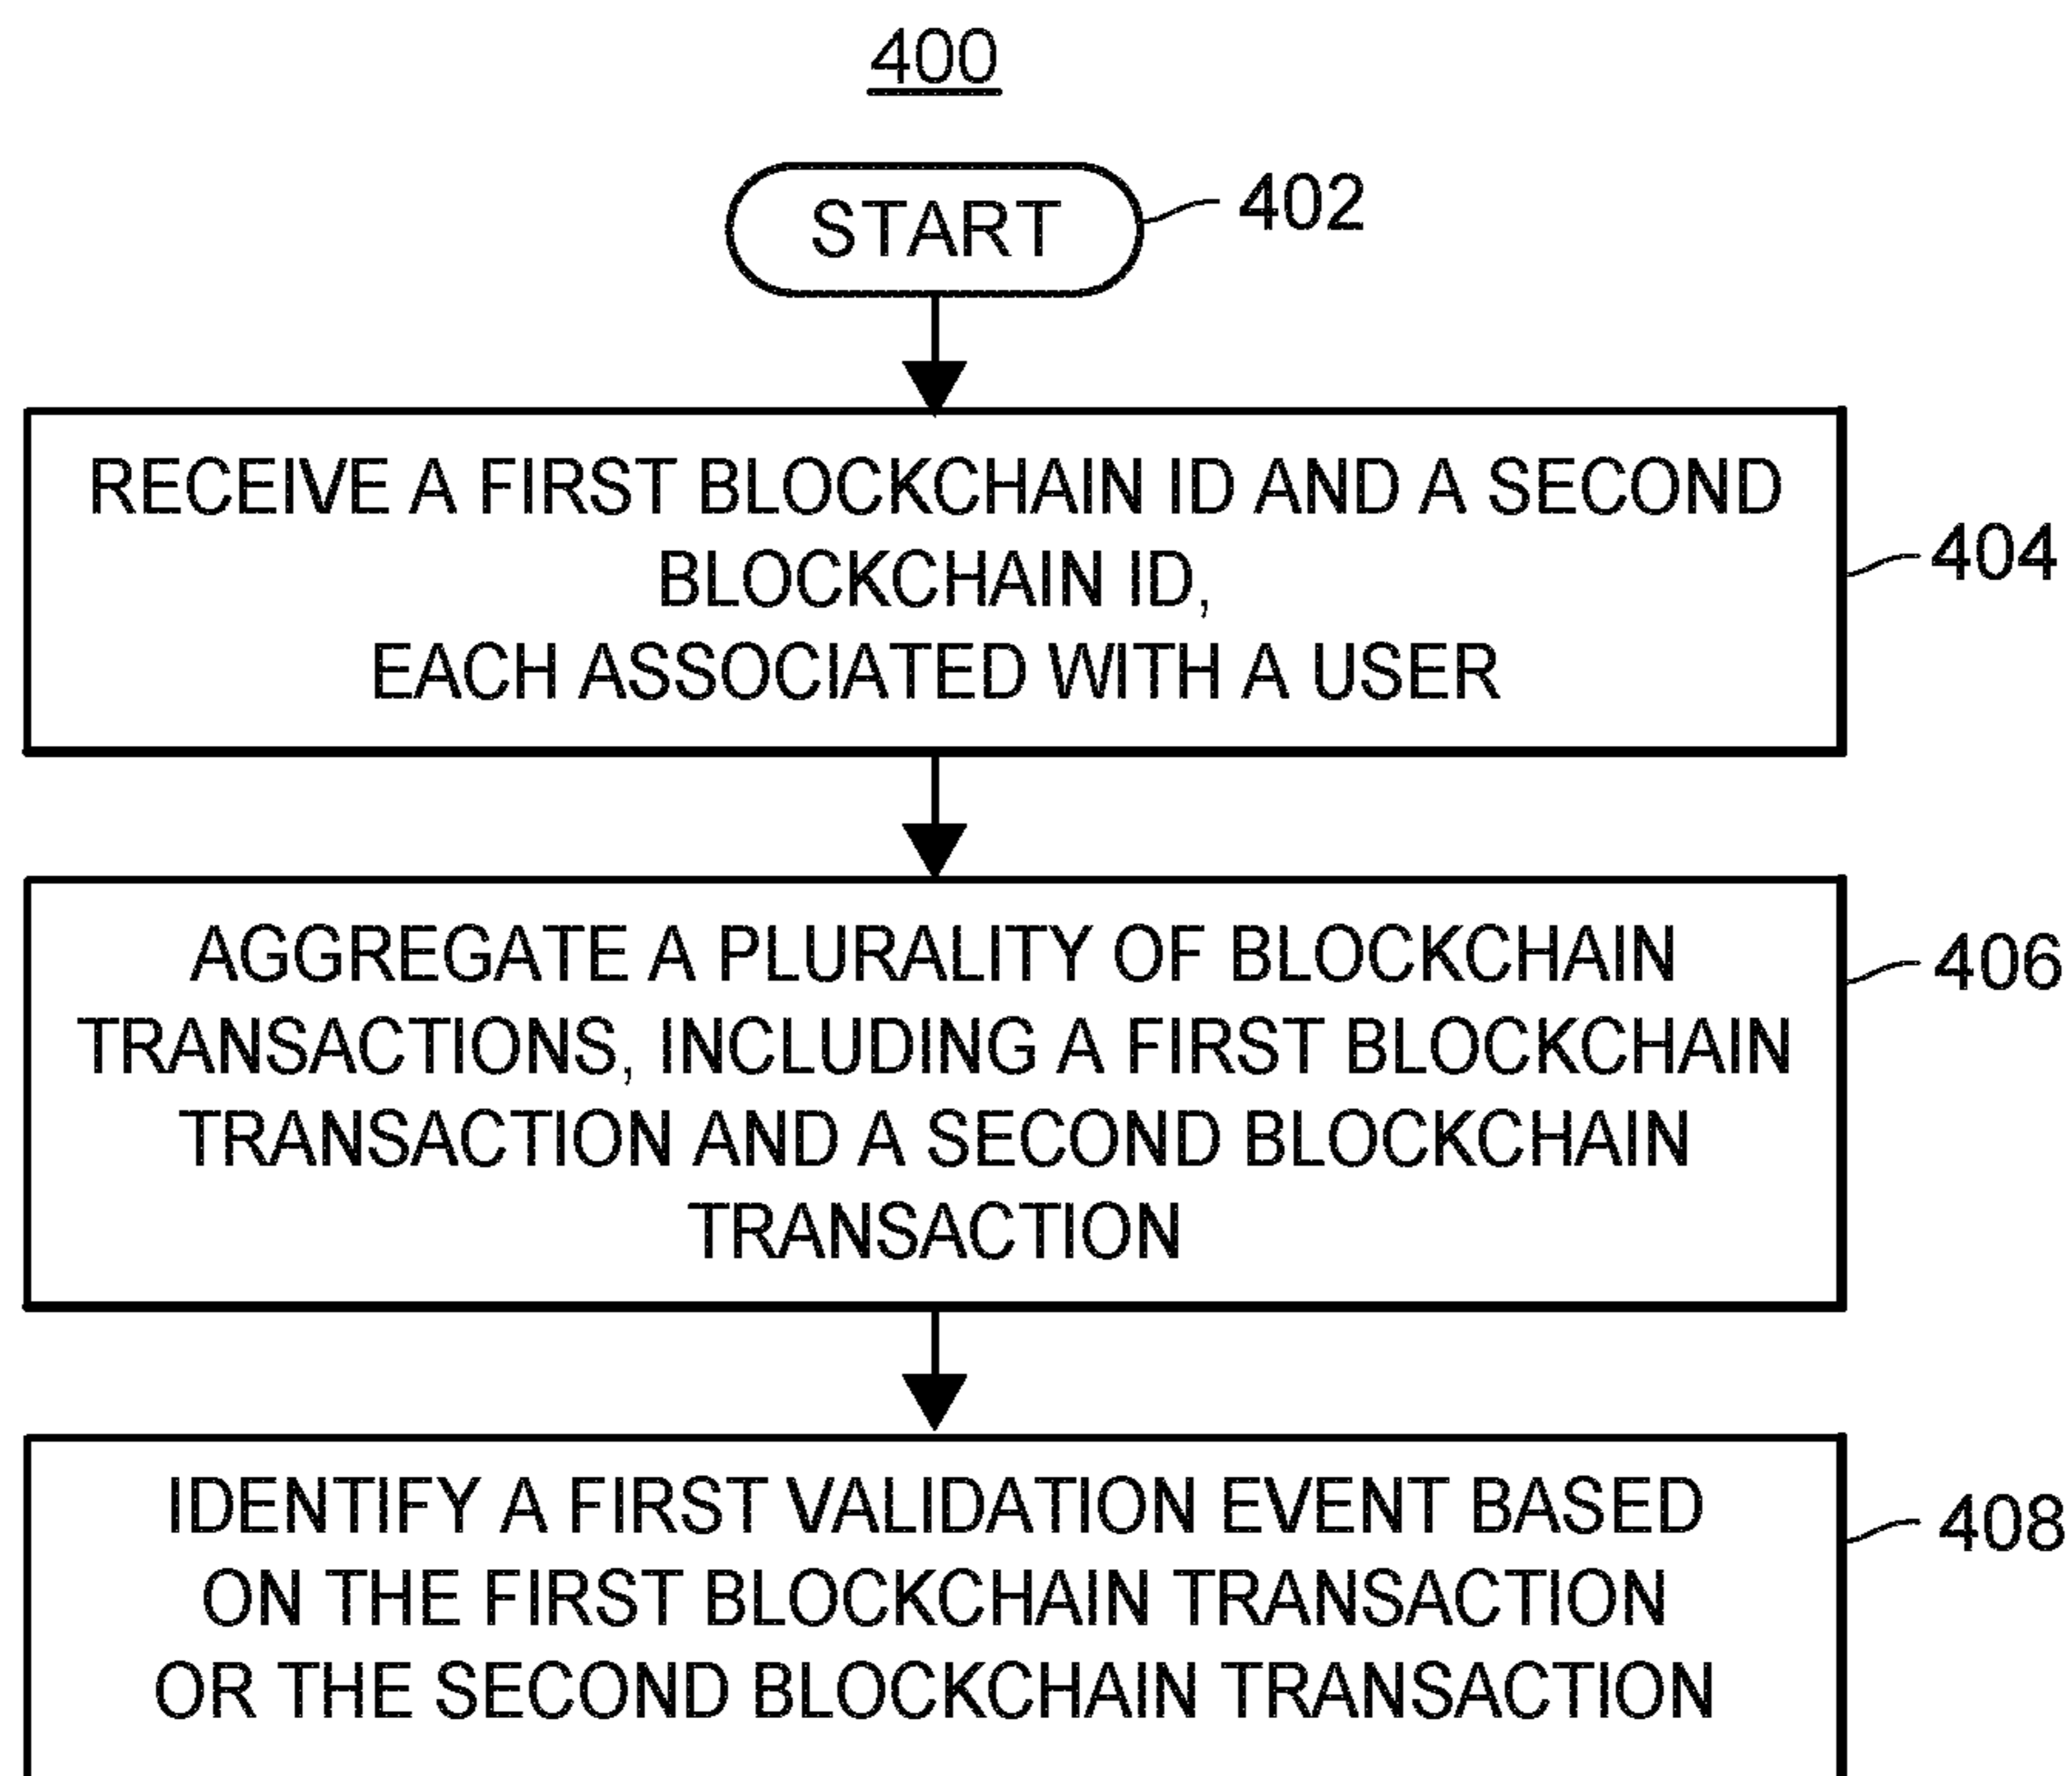 400
START
402
RECEIVE A FIRST BLOCKCHAIN ID AND A SECOND
BLOCKCHAIN ID,
EACH ASSOCIATED WITH A USER
404
AGGREGATE A PLURALITY OF BLOCKCHAIN
TRANSACTIONS, INCLUDING A FIRST BLOCKCHAIN
TRANSACTION AND A SECOND BLOCKCHAIN
TRANSACTION
406
IDENTIFY A FIRST VALIDATION EVENT BASED
ON THE FIRST BLOCKCHAIN TRANSACTION
OR THE SECOND BLOCKCHAIN TRANSACTION
408